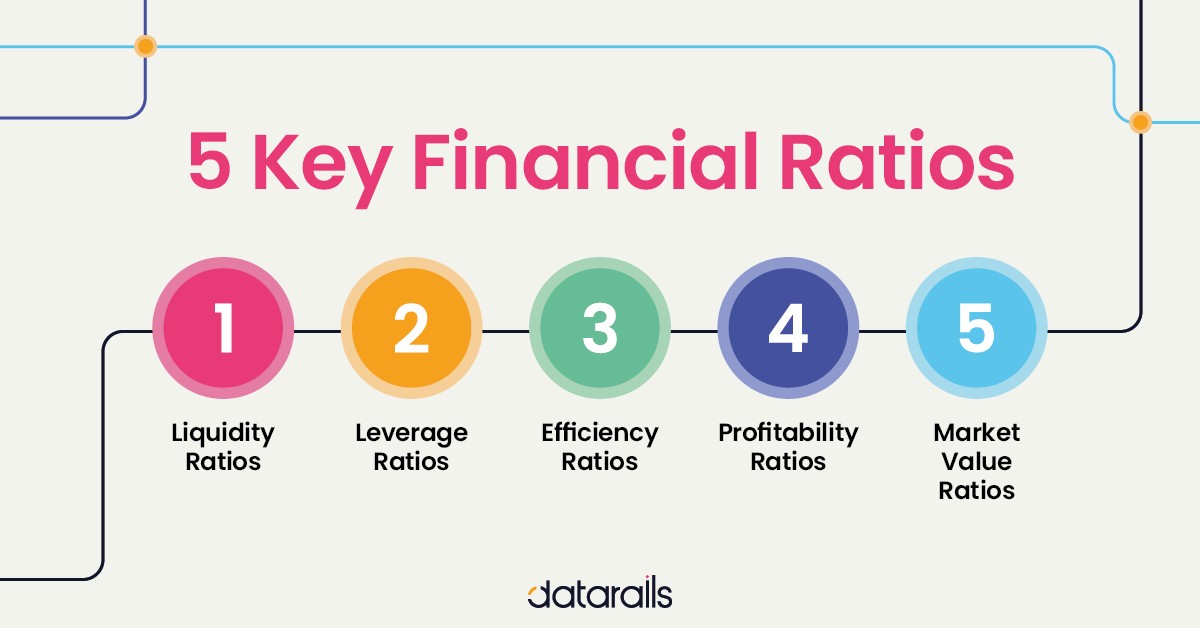 5 Key Financial Ratios
1
2
3
4
5
Liquidity
Ratios
Leverage
Ratios
Efficiency
Ratios
Profitability
Ratios
Market
Value
Ratios
datarails